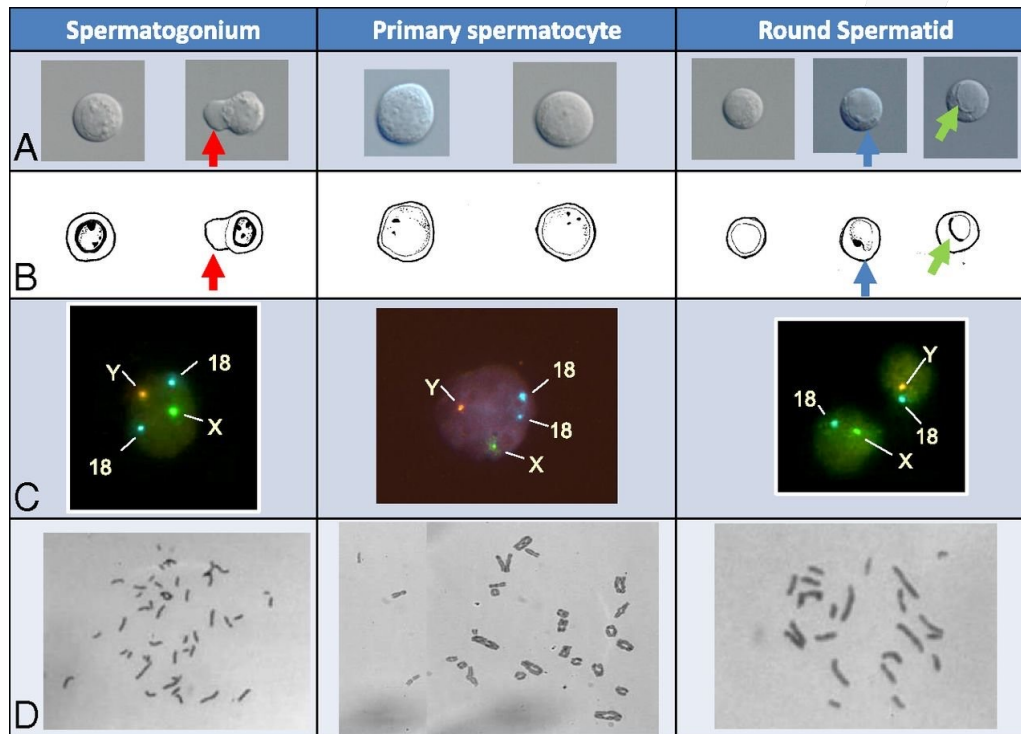 Spermatogonium Primary spermatocyte Round Spermatid
A
B
C
Y 18 X 18
Y 18 18 X
Y 18 18 X
D